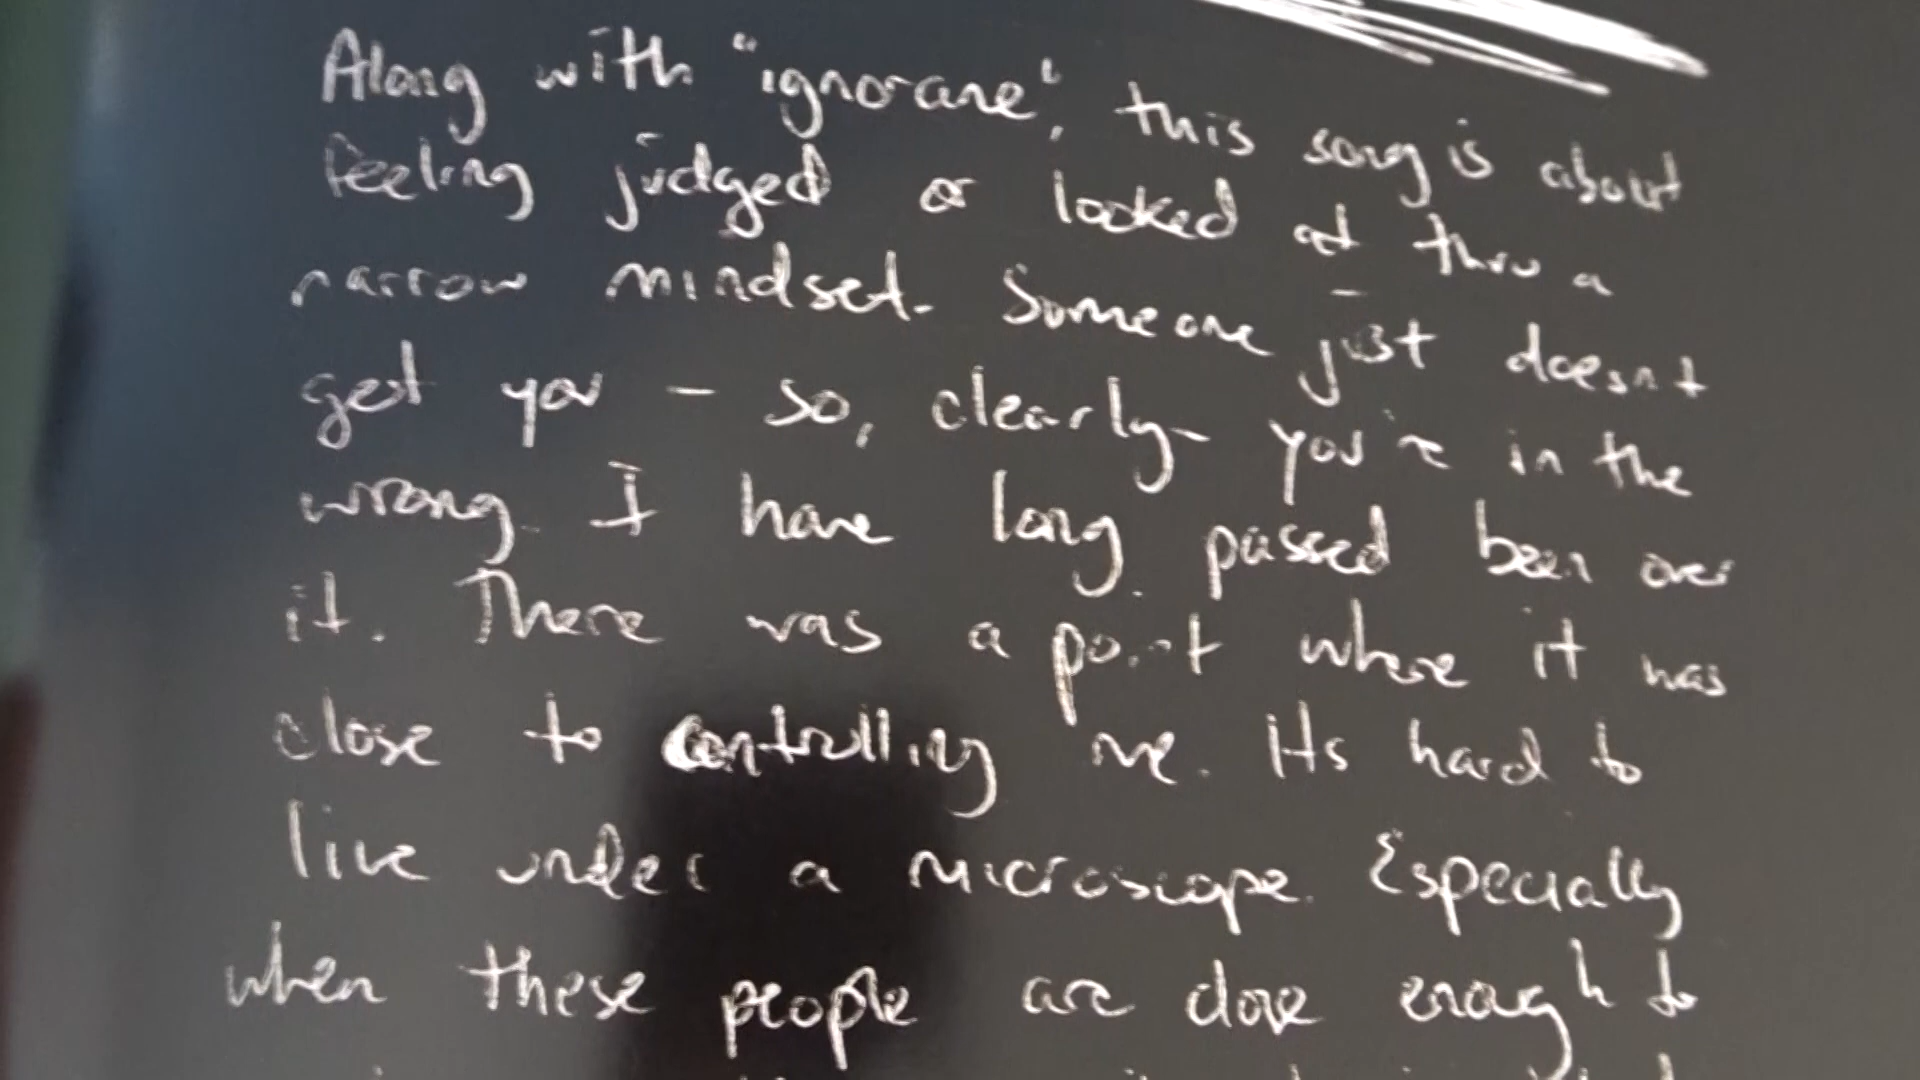 Along with "ignorance", this song is about
feeling judged or looked at thru a
narrow mindset. Someone just doesn't
get you - so, clearly - you're in the
wrong. I have long passed been over
it. There was a point where it was
close to controlling me. Its hard to
live under a microscope. Especially
when these people are close enough to